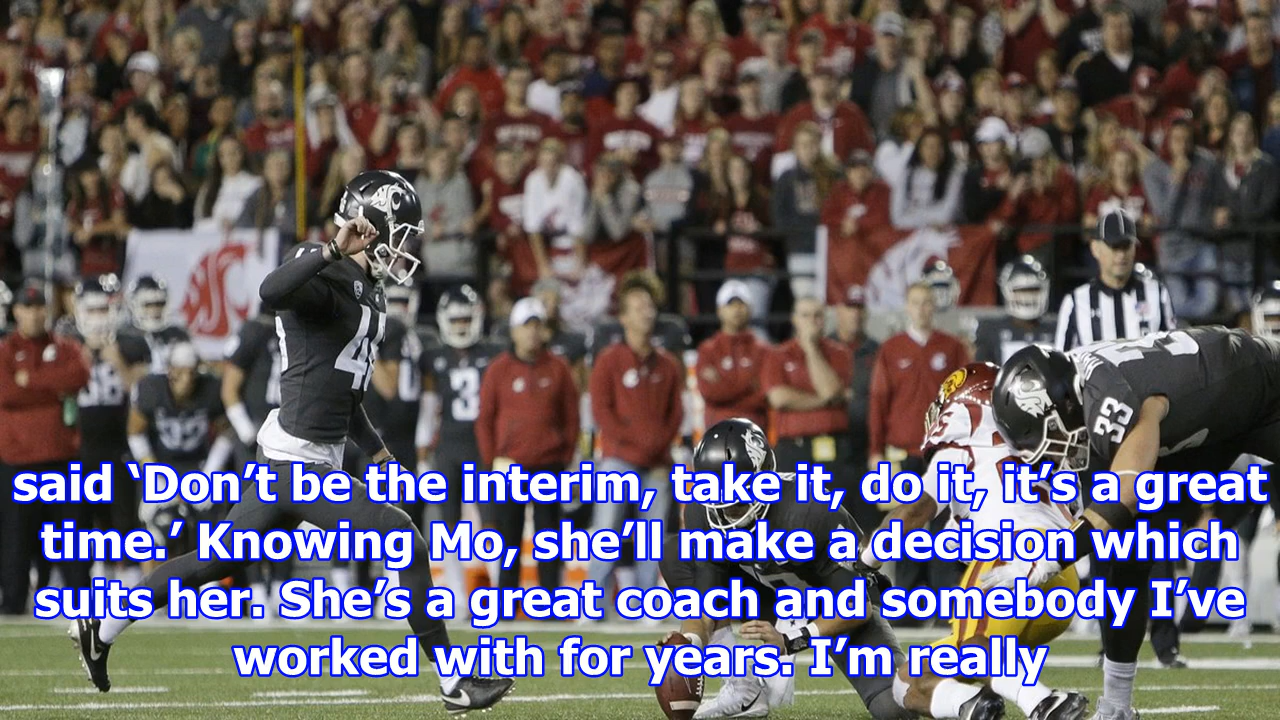 said ‘Don’t be the interim, take it, do it, it’s a great
time.’ Knowing Mo, she’ll make a decision which
suits her. She’s a great coach and somebody I’ve
worked with for years. I’m really
33